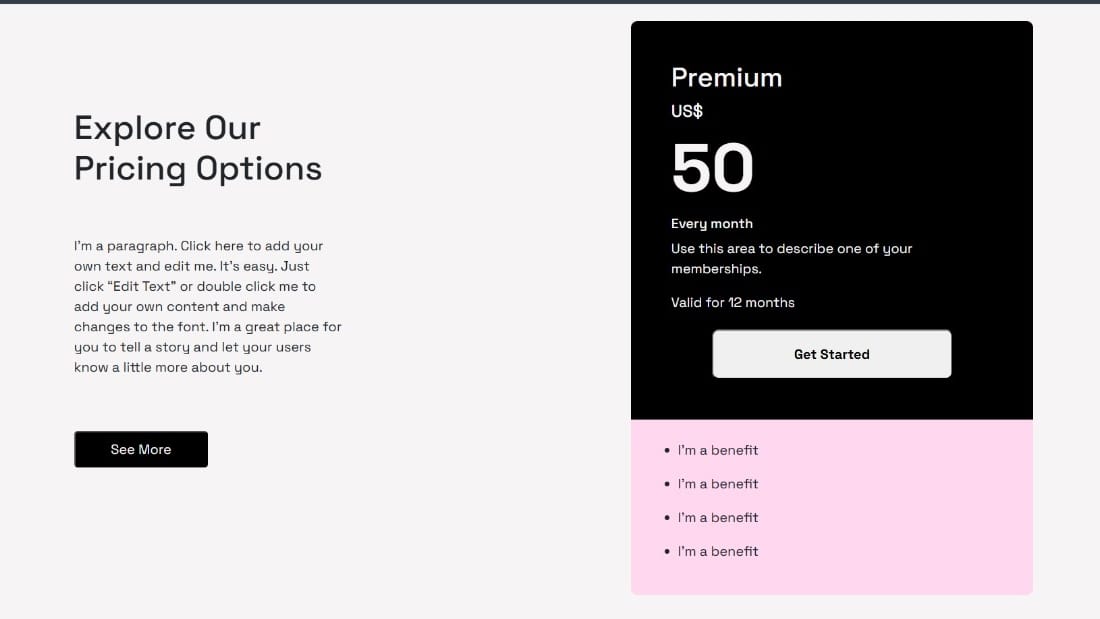 Explore Our
Pricing Options
I'm a paragraph. Click here to add your
own text and edit me. It's easy. Just
click “Edit Text” or double click me to
add your own content and make
changes to the font. I'm a great place for
you to tell a story and let your users
know a little more about you.
See More
Premium
US$
50
Every month
Use this area to describe one of your
memberships.
Valid for 12 months
Get Started
• I'm a benefit
• I'm a benefit
• I'm a benefit
• I'm a benefit